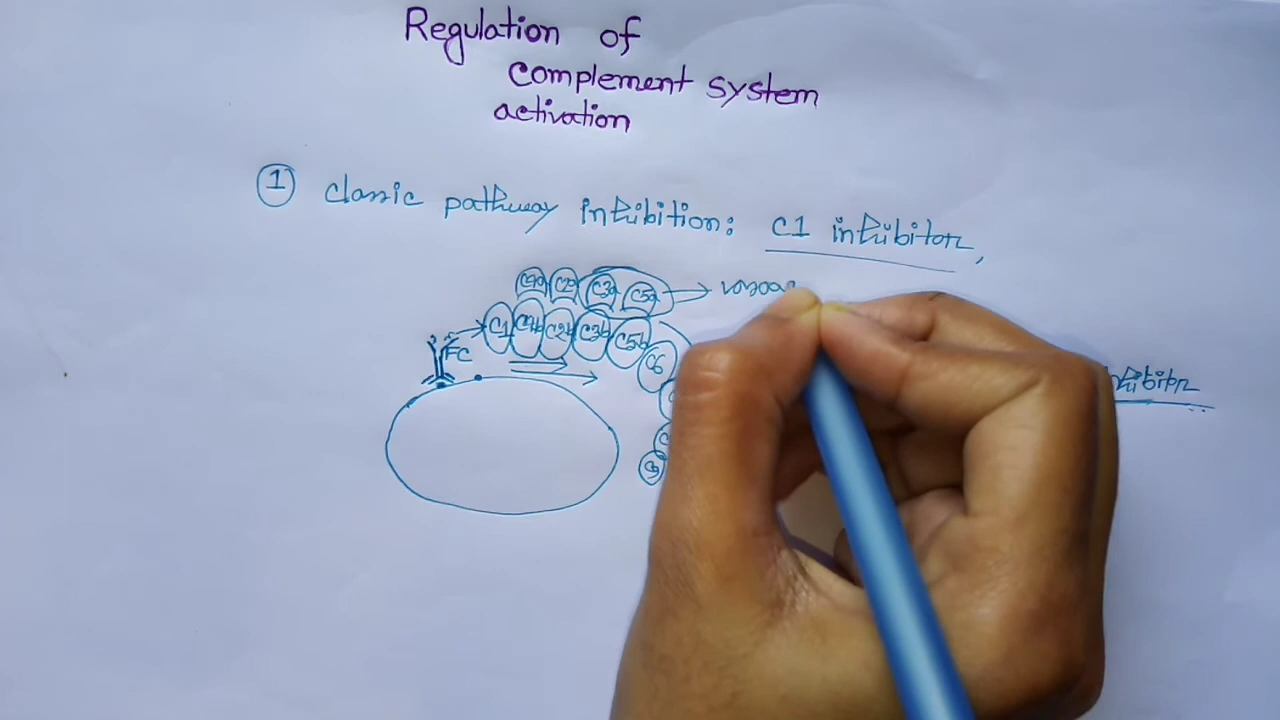 Regulation of
complement system
activation
① classic pathway inhibition: C1 inhibitor,
C4a C2a C3a C5a
C1 C4b C2b C3b C5b
FC
C6
C9